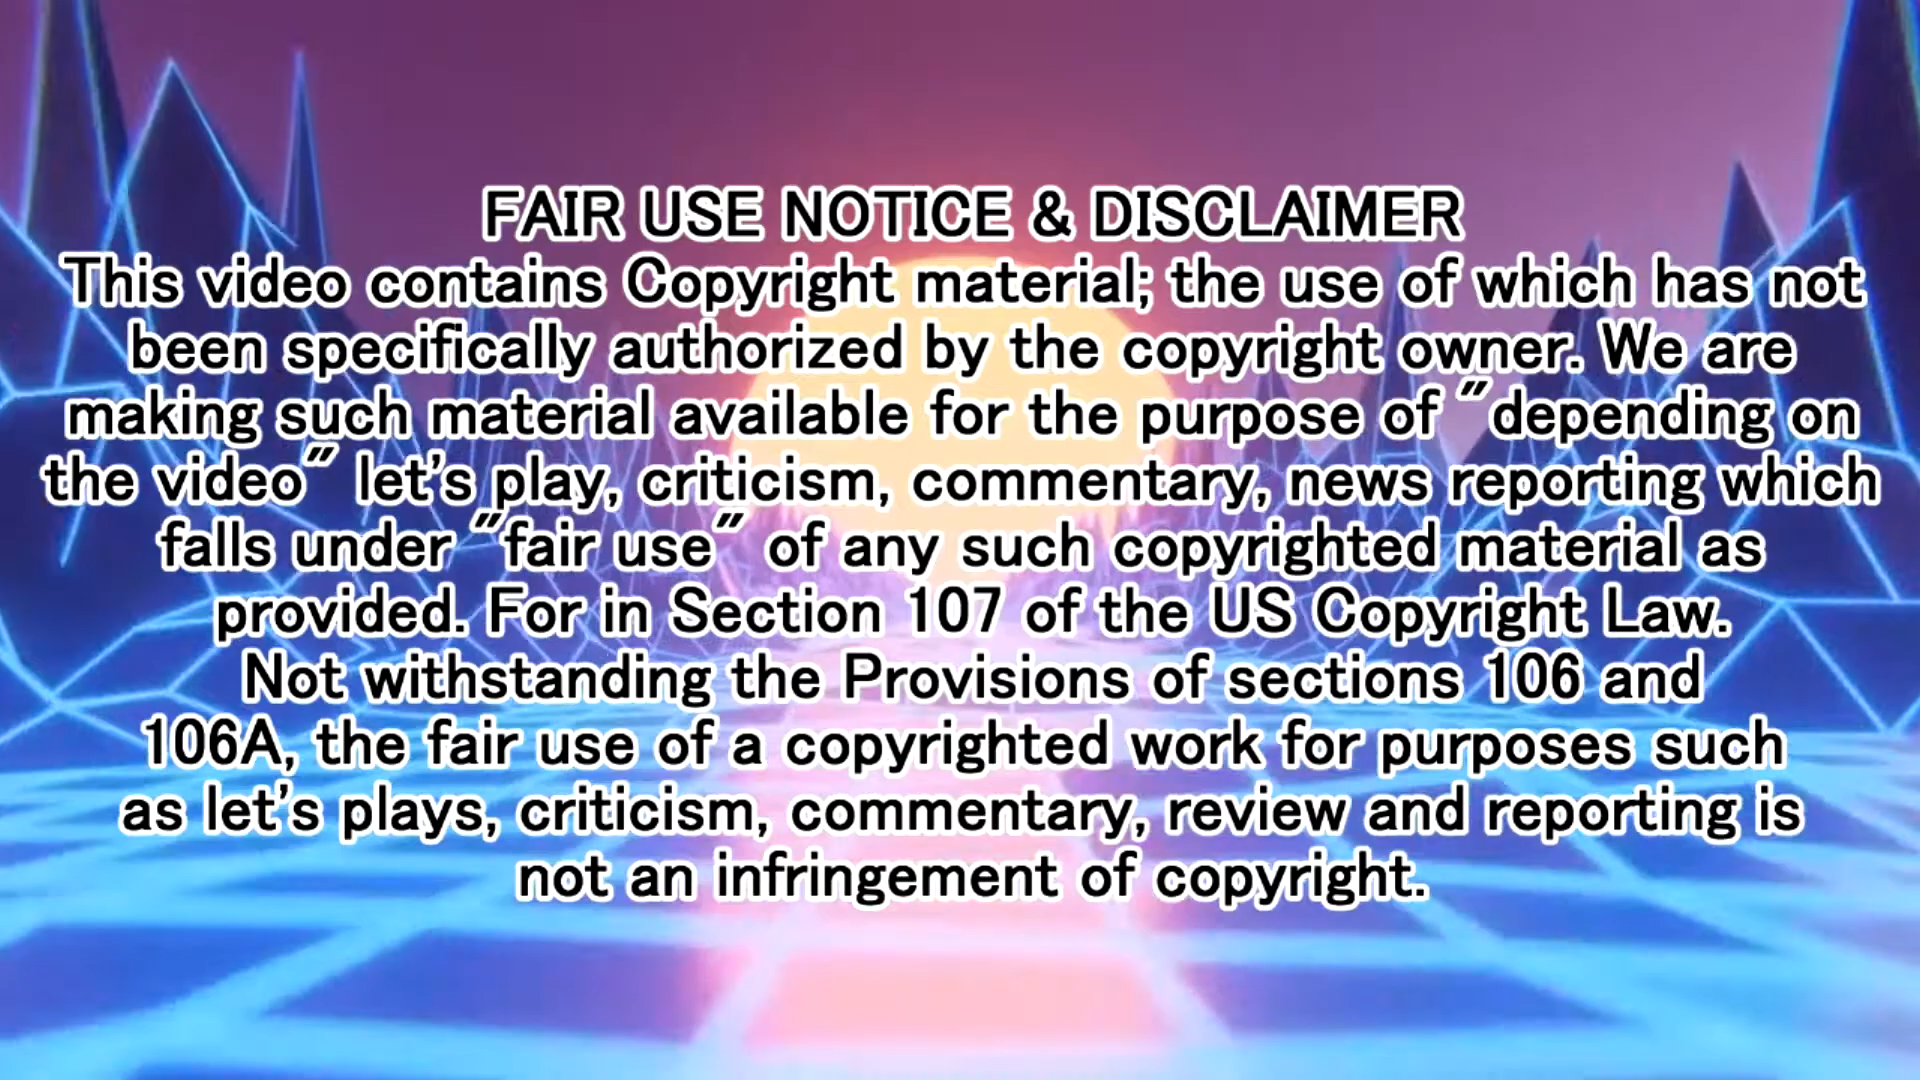 FAIR USE NOTICE & DISCLAIMER
This video contains Copyright material; the use of which has not
been specifically authorized by the copyright owner. We are
making such material available for the purpose of "depending on
the video" let's play, criticism, commentary, news reporting which
falls under "fair use" of any such copyrighted material as
provided. For in Section 107 of the US Copyright Law.
Not withstanding the Provisions of sections 106 and
106A, the fair use of a copyrighted work for purposes such
as let's plays, criticism, commentary, review and reporting is
not an infringement of copyright.